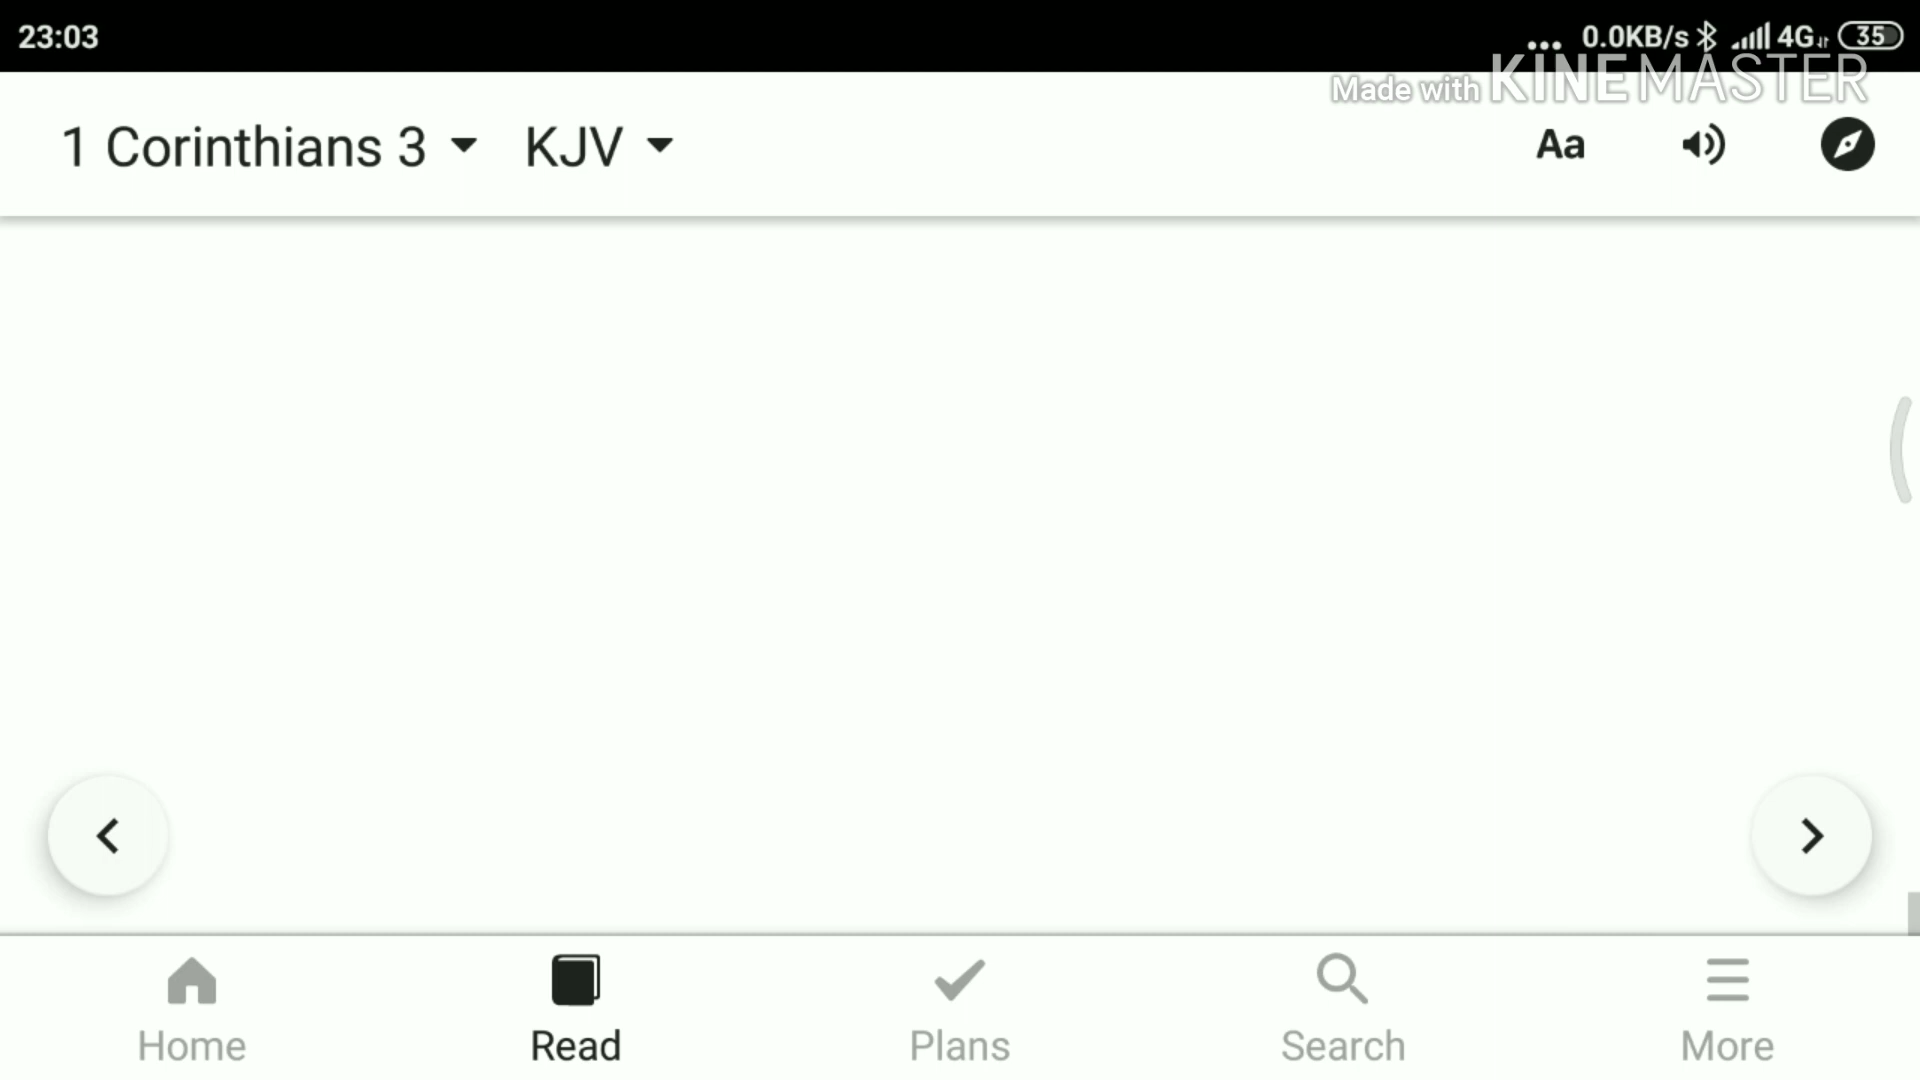 23:03
... 0.0KB/s 4G 35
Made with KINEMASTER
1 Corinthians 3 KJV Aa
Home Read Plans Search More